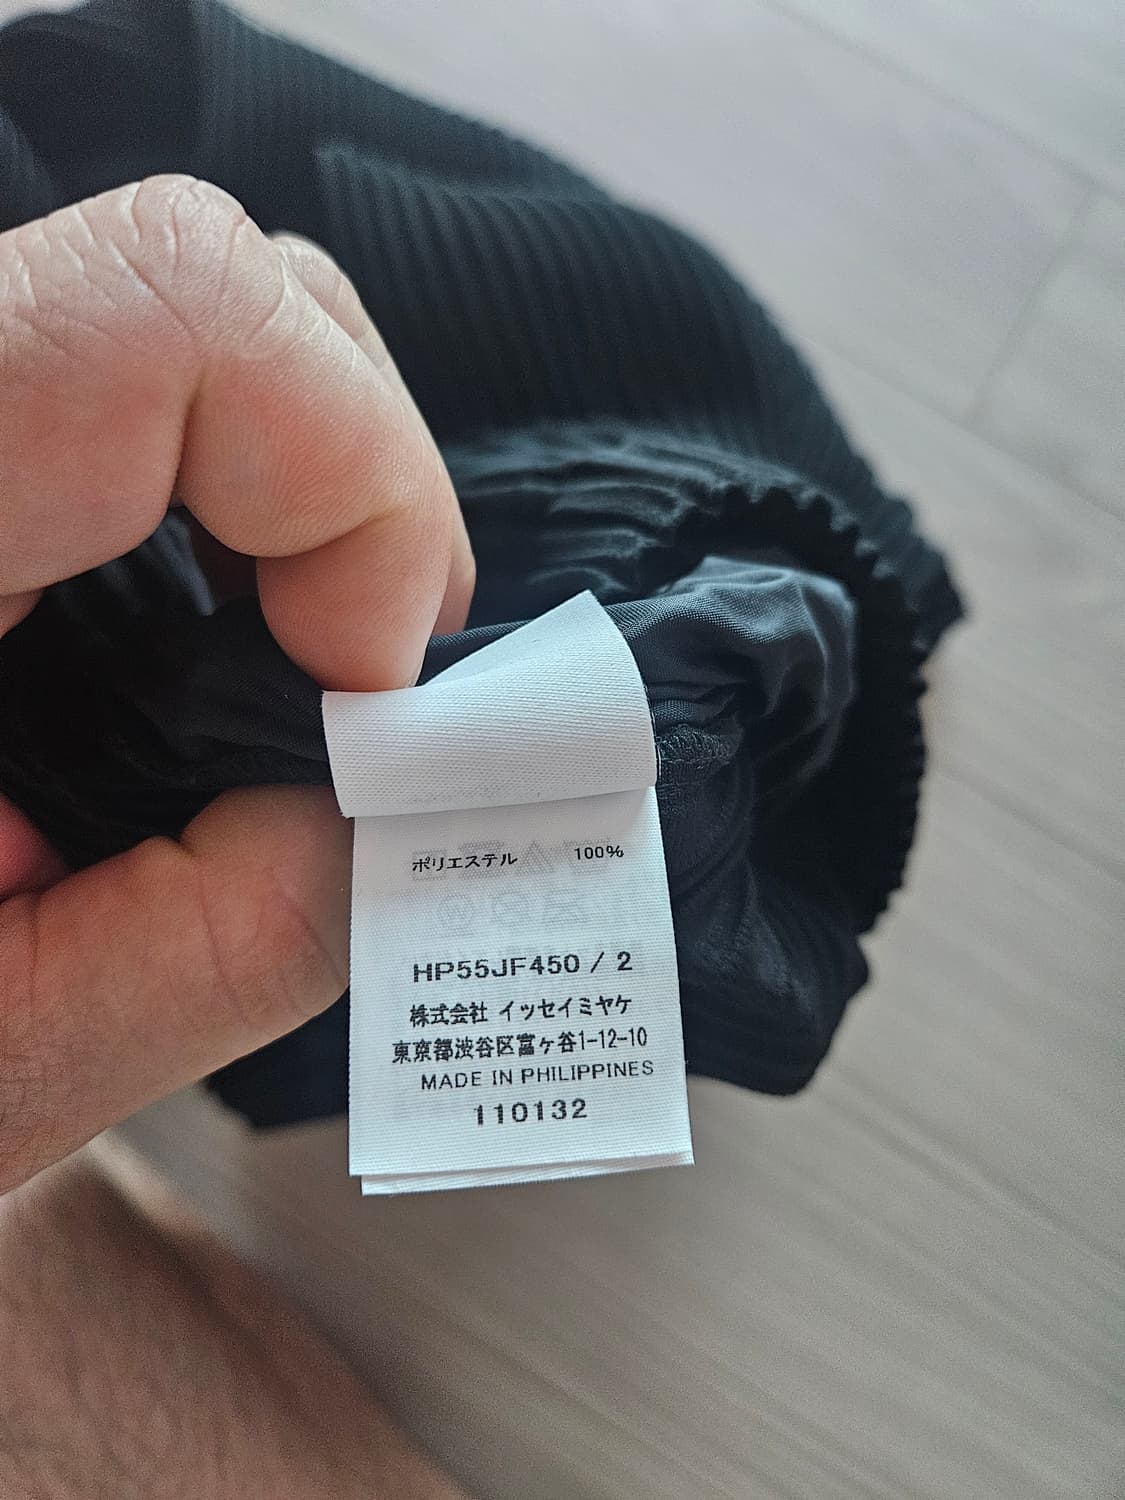 ポリエステル 100%
HP55JF450 / 2
株式会社 イッセイミヤケ
東京都渋谷区富ヶ谷1-12-10
MADE IN PHILIPPINES
110132